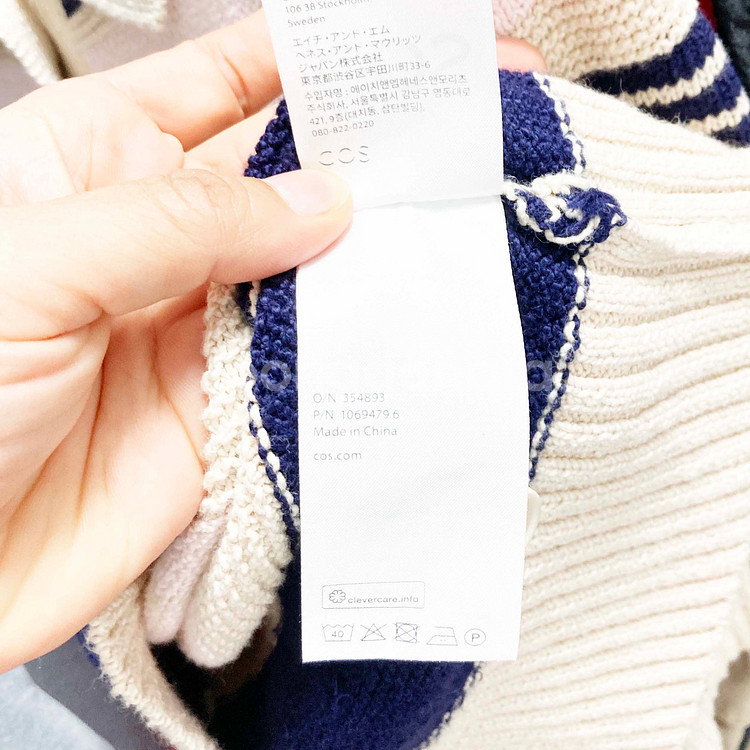 106 38 Stockholm
Sweden
エイチ・アンド・エム
ヘネス・アンド・マウリッツ
ジャパン株式会社
東京都渋谷区宇田川町33-6
수입자명 : 에이치앤엠헤네스앤모리츠
주식회사, 서울특별시 강남구 영동대로
421, 9층(대치동, 삼탄빌딩).
080-822-0220
COS
O/N 354893
P/N 1069479 6
Made in China
cos.com
clevercare.info
40
P